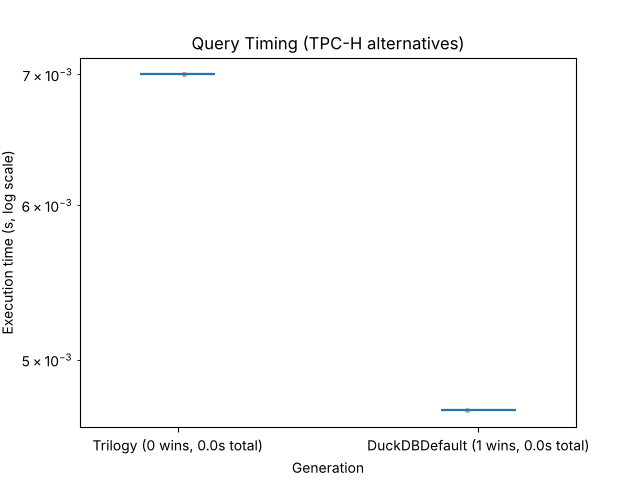 Query Timing (TPC-H alternatives)
7 × 10⁻³
6 × 10⁻³
5 × 10⁻³
Execution time (s, log scale)
Trilogy (0 wins, 0.0s total)
DuckDBDefault (1 wins, 0.0s total)
Generation